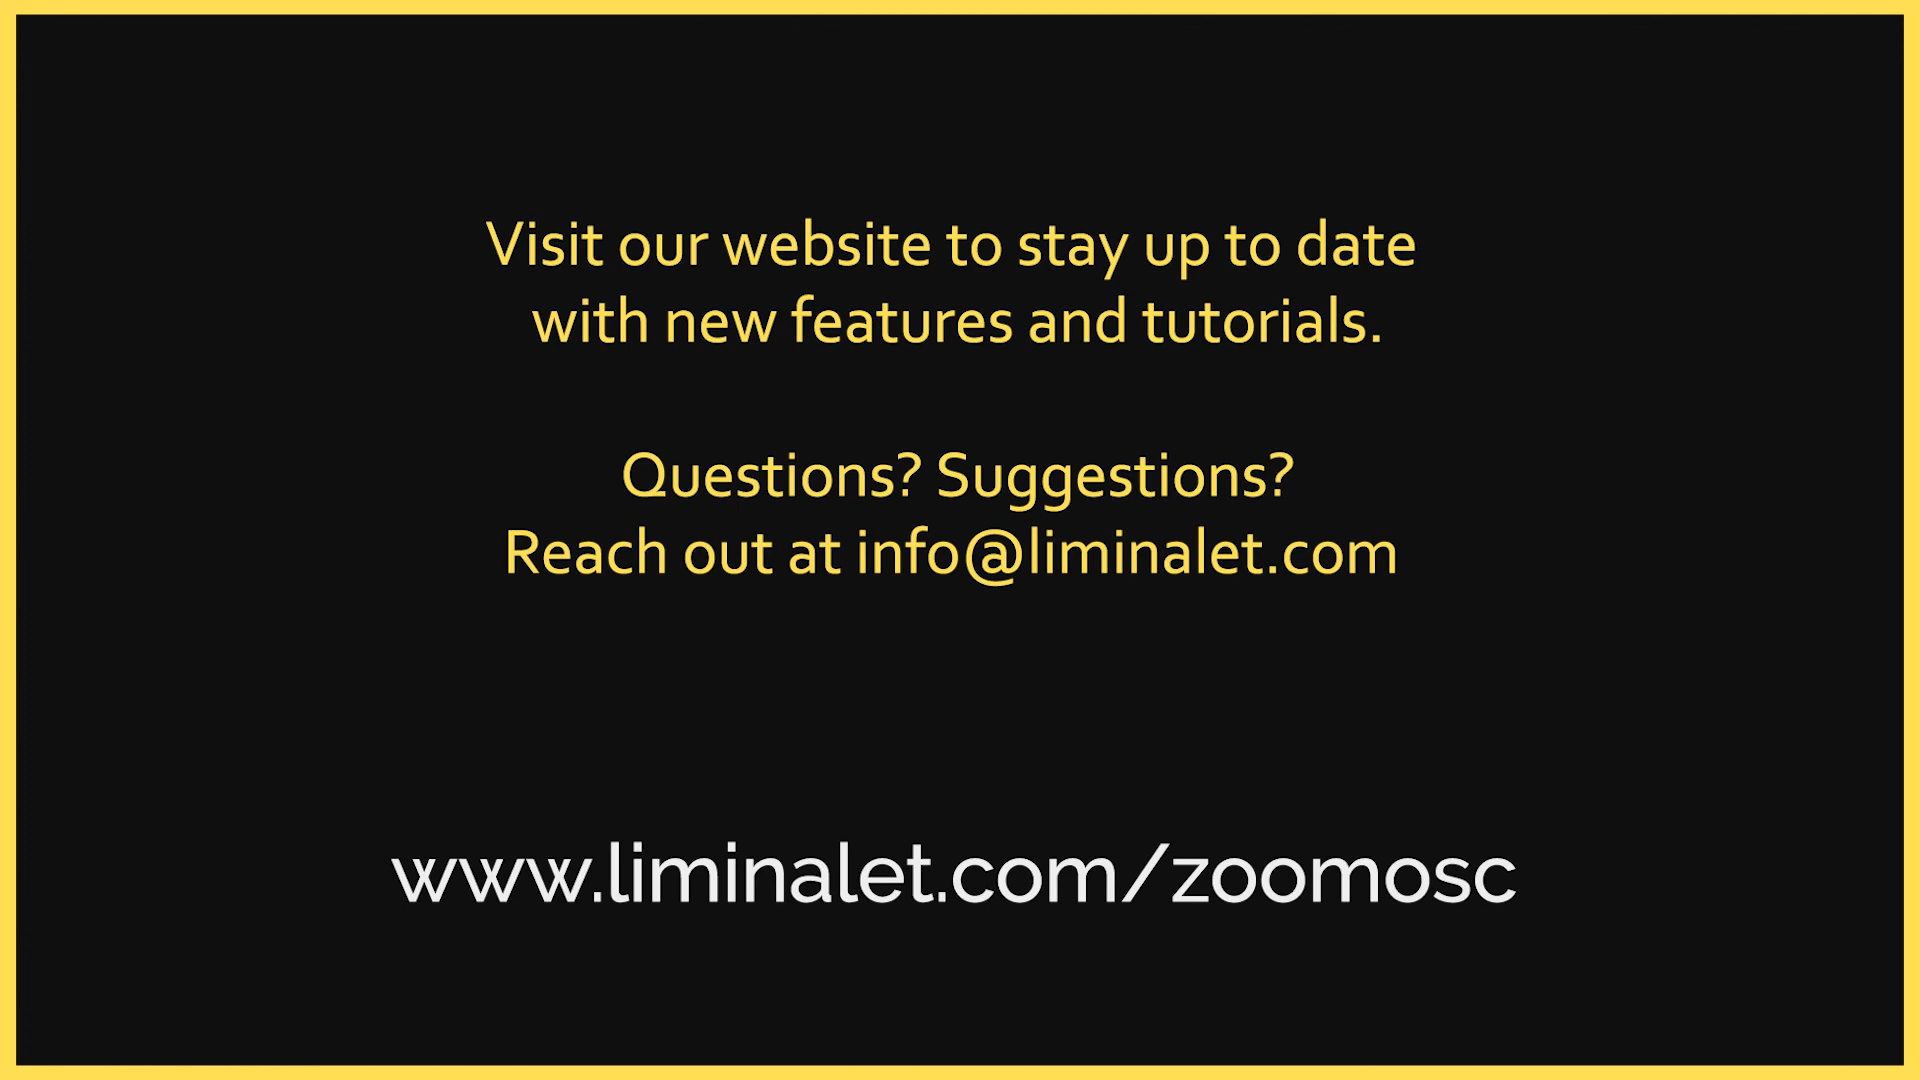 Visit our website to stay up to date
with new features and tutorials.
Questions? Suggestions?
Reach out at info@liminalet.com
www.liminalet.com/zoomosc